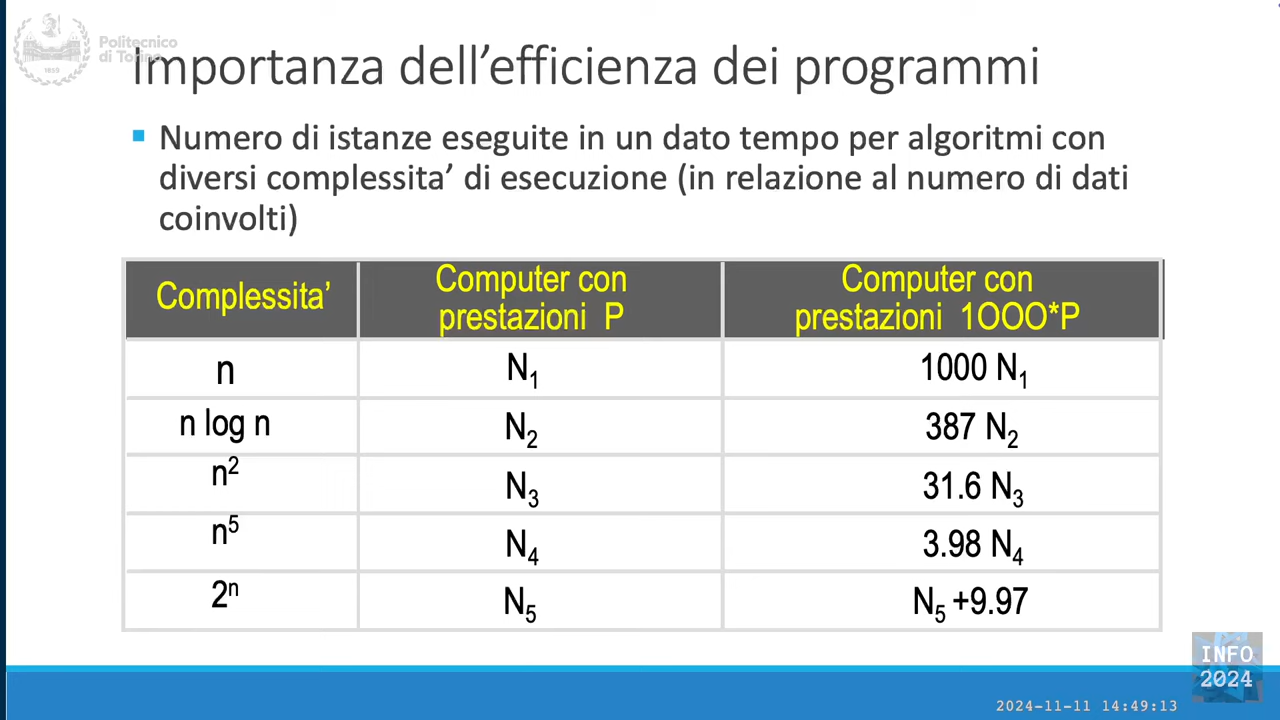 Politecnico
di Torino
1859
Importanza dell'efficienza dei programmi
Numero di istanze eseguite in un dato tempo per algoritmi con
diversi complessita' di esecuzione (in relazione al numero di dati
coinvolti)
Complessita' Computer con prestazioni P Computer con prestazioni 1OOO*P
n N₁ 1000 N₁
n log n N₂ 387 N₂
n² N₃ 31.6 N₃
n⁵ N₄ 3.98 N₄
2ⁿ N₅ N₅ +9.97
INFO
2024
2024-11-11 14:49:13